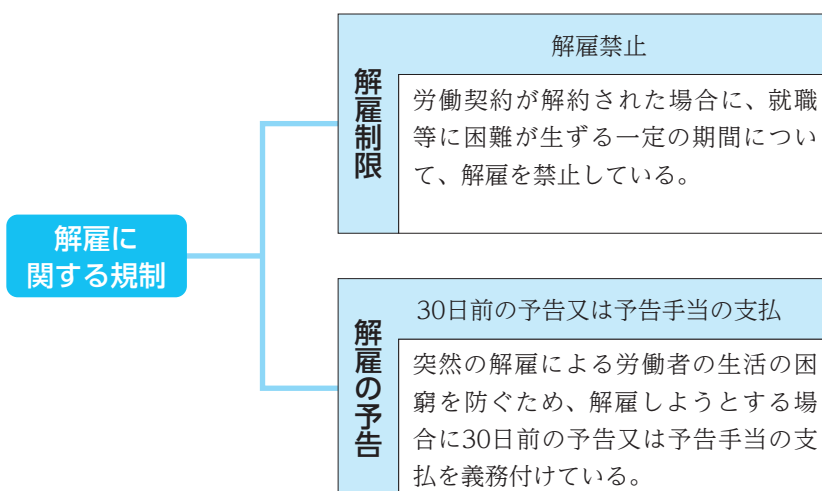 解雇に
関する規制
解雇制限
解雇禁止
労働契約が解約された場合に、就職
等に困難が生ずる一定の期間につい
て、解雇を禁止している。
解雇の予告
30日前の予告又は予告手当の支払
突然の解雇による労働者の生活の困
窮を防ぐため、解雇しようとする場
合に30日前の予告又は予告手当の支
払を義務付けている。